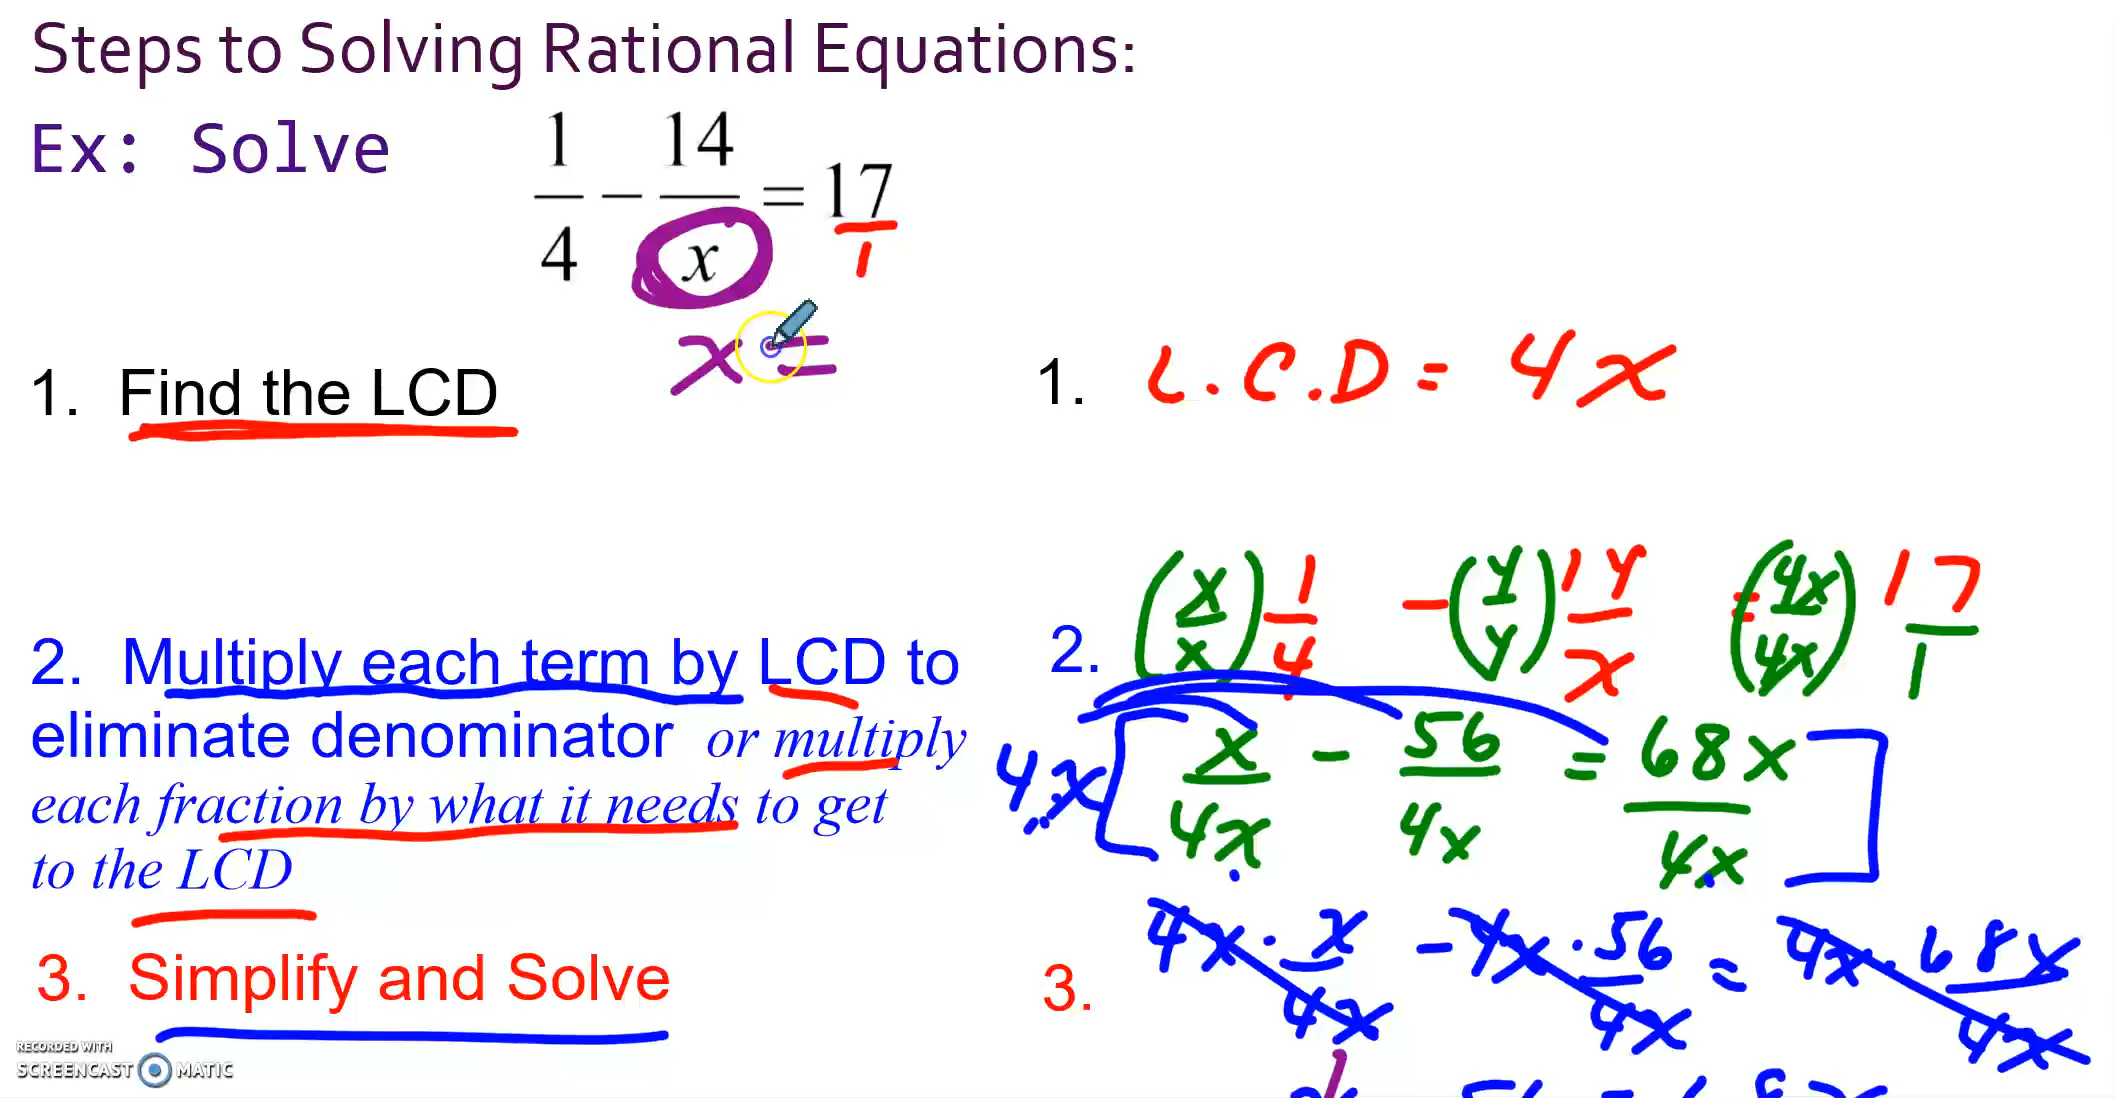 Steps to Solving Rational Equations:
Ex: Solve
1/4 − 14/x = 17/1
x =
1. Find the LCD
1. L.C.D = 4x
2. Multiply each term by LCD to
eliminate denominator or multiply
each fraction by what it needs to get
to the LCD
2. (x/x) 1/4 − (4/4) 14/x = (4x/4x) 17/1
4x [ x/4x − 56/4x = 68x/4x ]
3. Simplify and Solve
3. 4x · x/4x − 4x · 56/4x = 4x · 68x/4x
RECORDED WITH
SCREENCAST MATIC